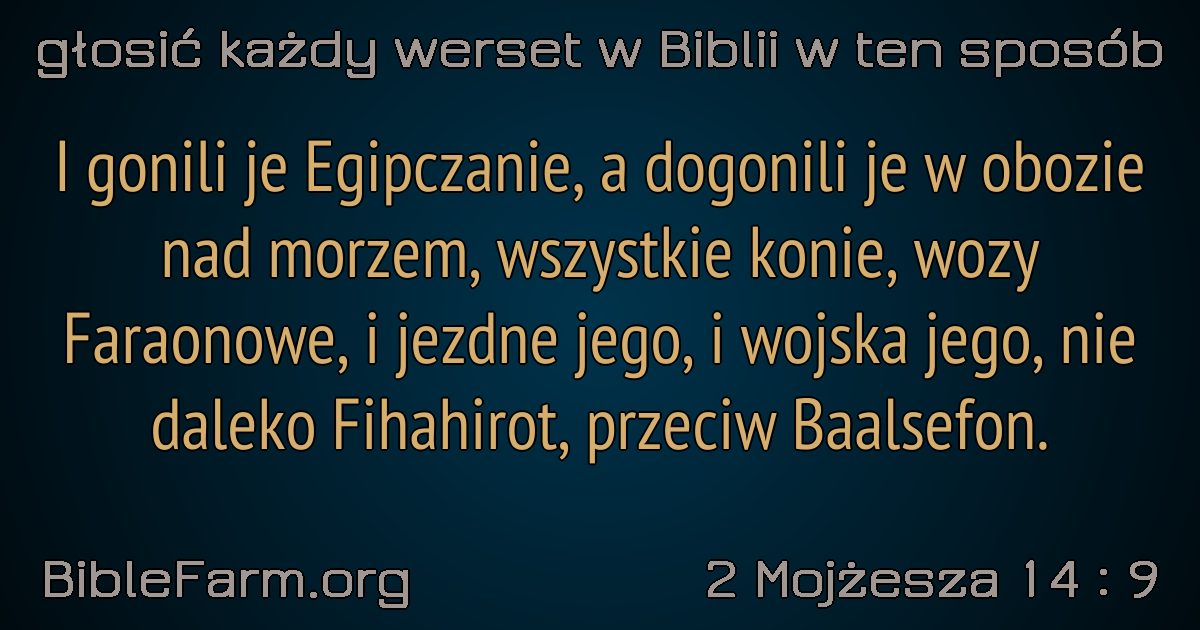 głosić każdy werset w Biblii w ten sposób
I gonili je Egipczanie, a dogonili je w obozie
nad morzem, wszystkie konie, wozy
Faraonowe, i jezdne jego, i wojska jego, nie
daleko Fihahirot, przeciw Baalsefon.
BibleFarm.org
2 Mojżesza 14 : 9